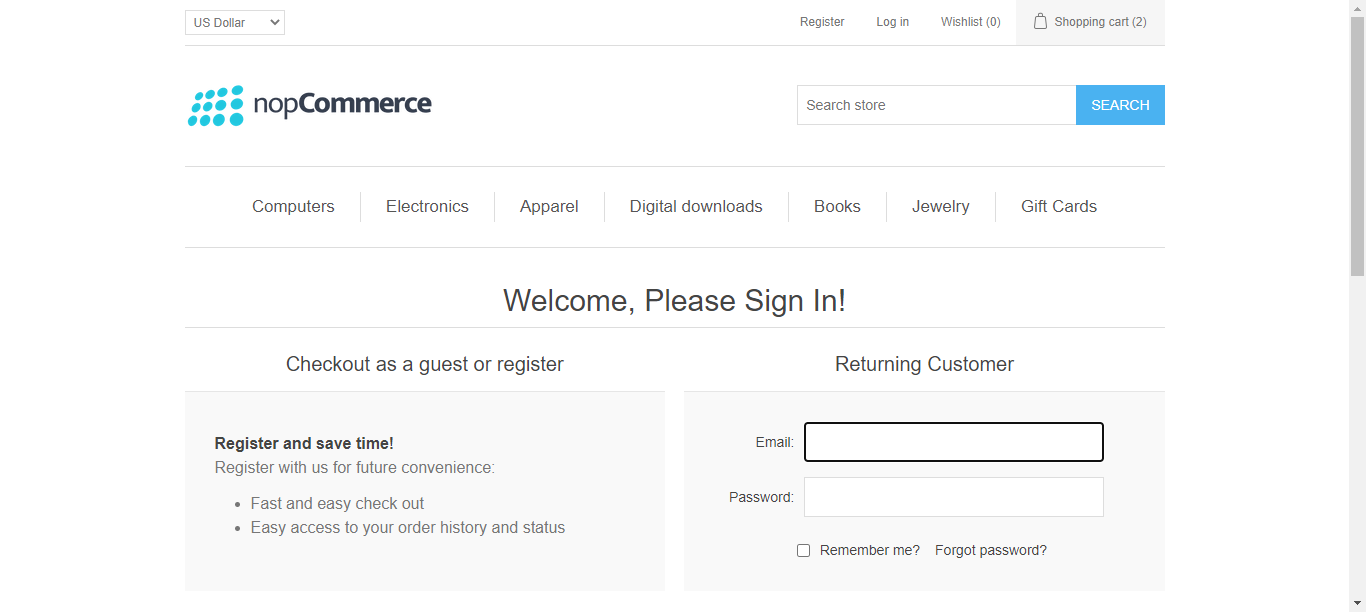 US Dollar
Register
Log in
Wishlist (0)
Shopping cart (2)
nopCommerce
Search store
SEARCH
Computers
Electronics
Apparel
Digital downloads
Books
Jewelry
Gift Cards
Welcome, Please Sign In!
Checkout as a guest or register
Register and save time!
Register with us for future convenience:
Fast and easy check out
Easy access to your order history and status
Returning Customer
Email:
Password:
Remember me?
Forgot password?